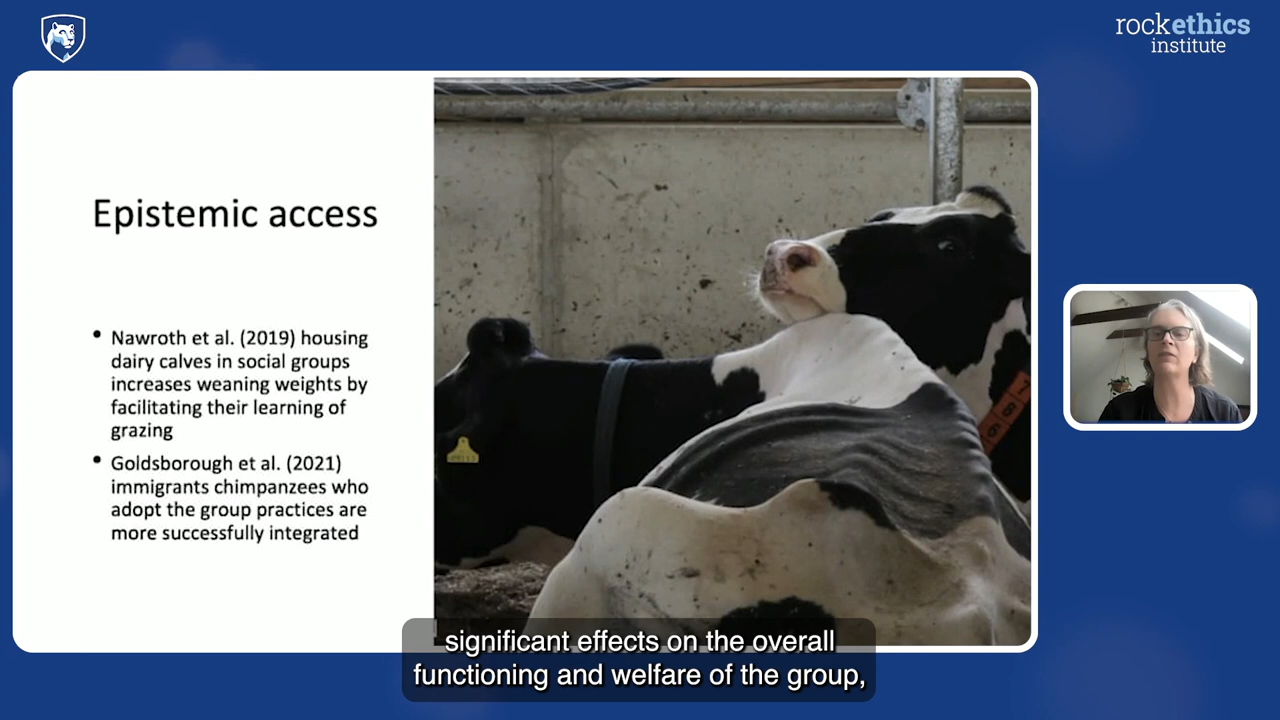 rockethics
institute
Epistemic access
• Nawroth et al. (2019) housing
dairy calves in social groups
increases weaning weights by
facilitating their learning of
grazing
• Goldsborough et al. (2021)
immigrants chimpanzees who
adopt the group practices are
more successfully integrated
significant effects on the overall
functioning and welfare of the group,